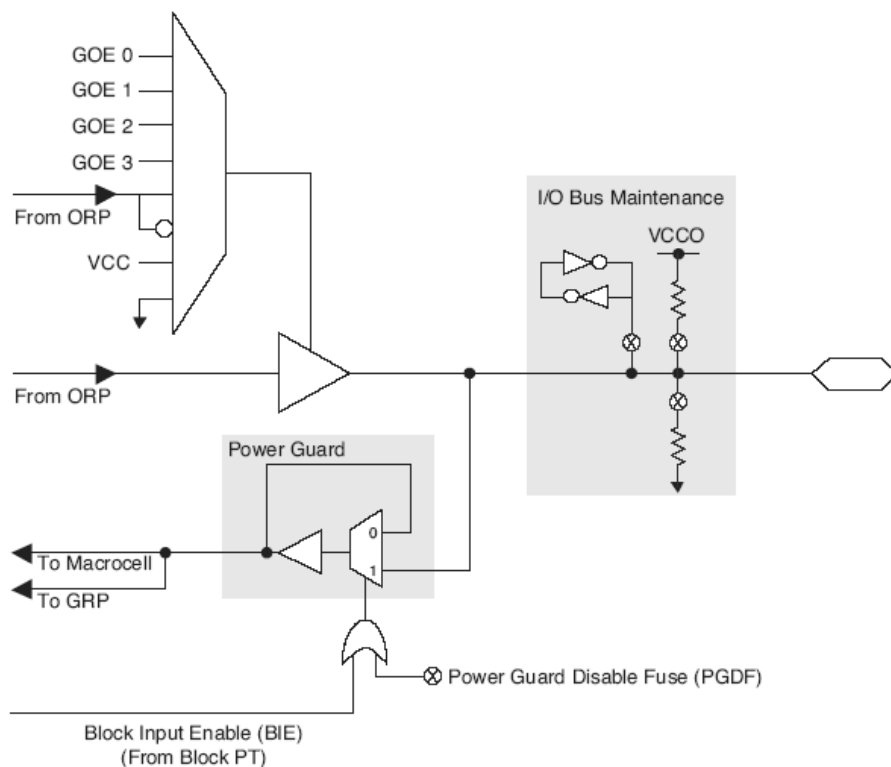 GOE 0
GOE 1
GOE 2
GOE 3
From ORP
VCC
From ORP
I/O Bus Maintenance
VCCO
Power Guard
0
1
To Macrocell
To GRP
Power Guard Disable Fuse (PGDF)
Block Input Enable (BIE)
(From Block PT)